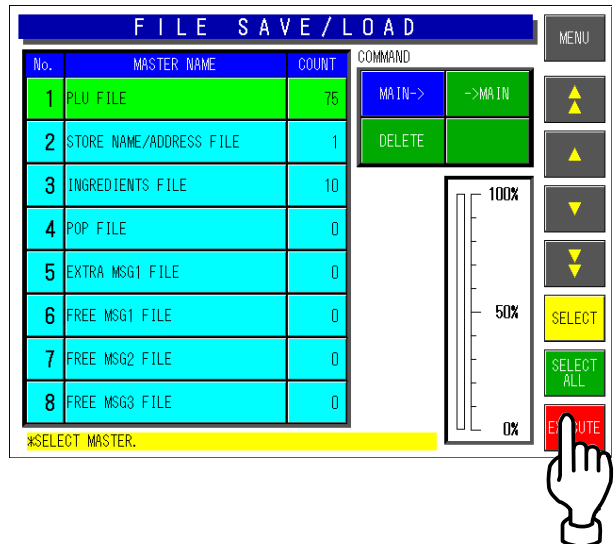 FILE SAVE/LOAD
MENU
No. MASTER NAME COUNT
COMMAND
1 PLU FILE 75
MAIN-> ->MAIN
2 STORE NAME/ADDRESS FILE 1
DELETE
3 INGREDIENTS FILE 10
100%
4 POP FILE 0
5 EXTRA MSG1 FILE 0
6 FREE MSG1 FILE 0
50%
SELECT
7 FREE MSG2 FILE 0
SELECT
ALL
8 FREE MSG3 FILE 0
0%
*SELECT MASTER.